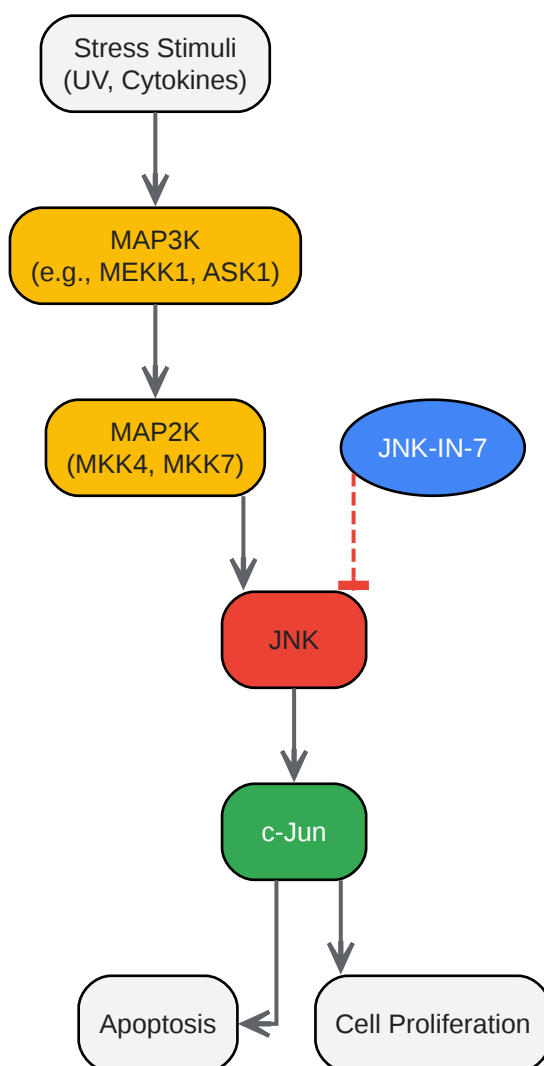 Stress Stimuli
(UV, Cytokines)
MAP3K
(e.g., MEKK1, ASK1)
MAP2K
(MKK4, MKK7)
JNK-IN-7
JNK
c-Jun
Apoptosis
Cell Proliferation